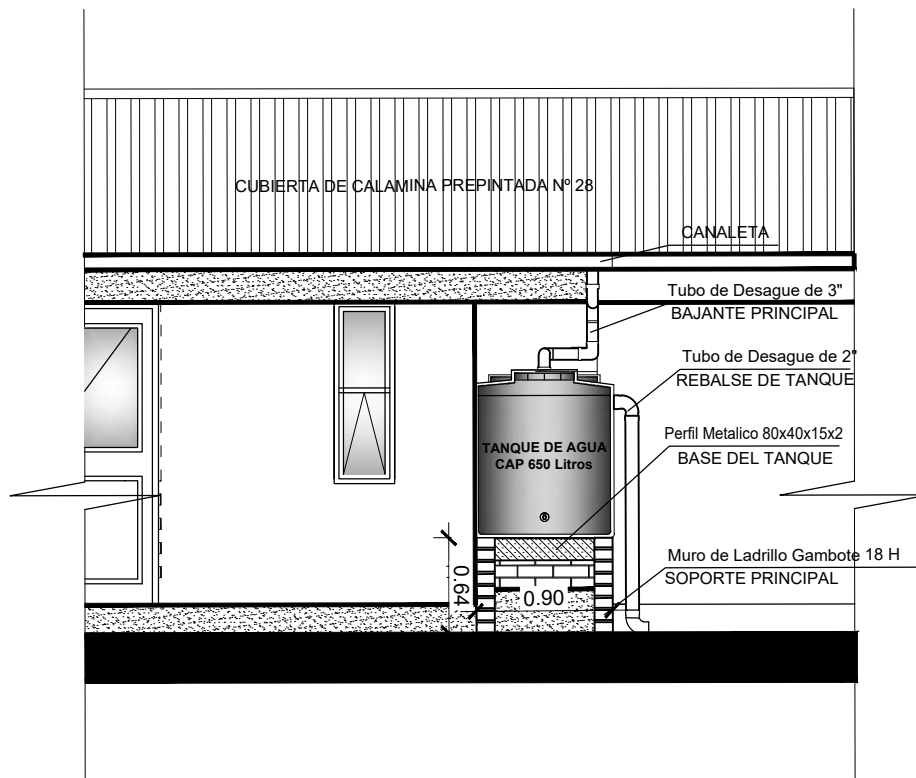 CUBIERTA DE CALAMINA PREPINTADA Nº 28
CANALETA
Tubo de Desague de 3"
BAJANTE PRINCIPAL
Tubo de Desague de 2"
REBALSE DE TANQUE
TANQUE DE AGUA
CAP 650 Litros
Perfil Metalico 80x40x15x2
BASE DEL TANQUE
Muro de Ladrillo Gambote 18 H
SOPORTE PRINCIPAL
0.64
0.90